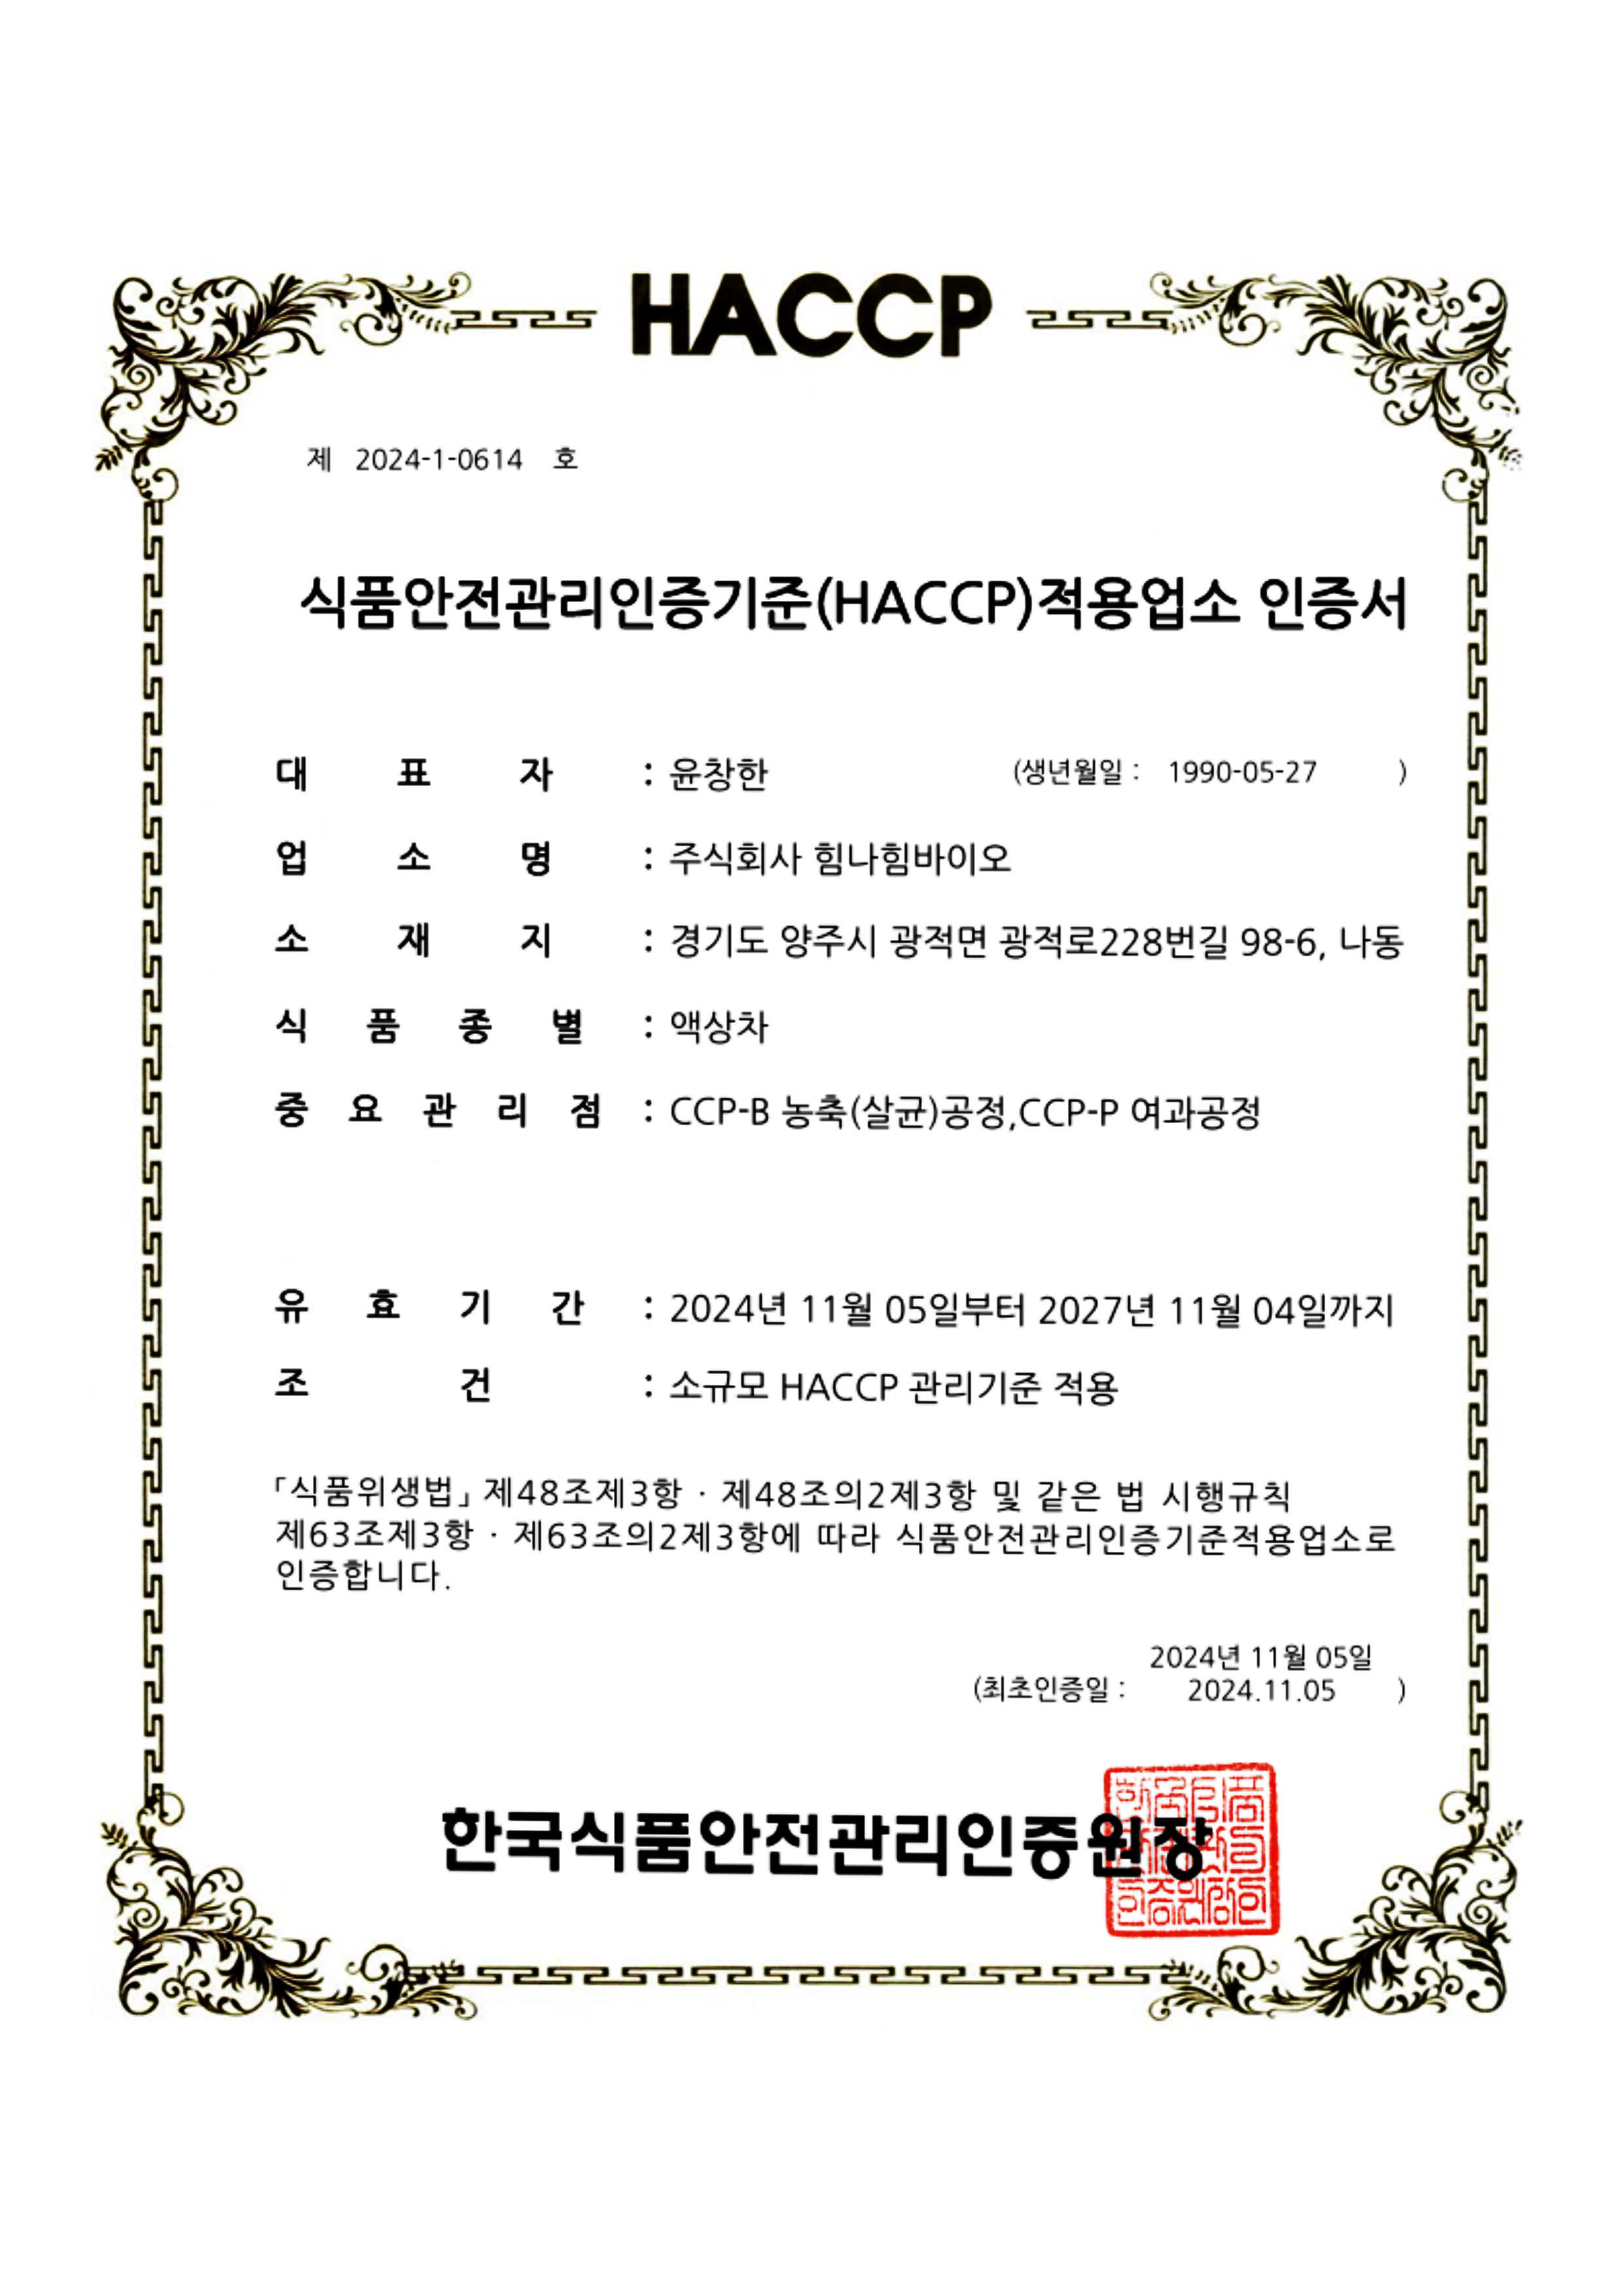 HACCP
제 2024-1-0614 호
식품안전관리인증기준(HACCP)적용업소 인증서
대 표 자 : 윤창한 (생년월일 : 1990-05-27 )
업 소 명 : 주식회사 힘나힘바이오
소 재 지 : 경기도 양주시 광적면 광적로228번길 98-6, 나동
식 품 종 별 : 액상차
중 요 관 리 점 : CCP-B 농축(살균)공정,CCP-P 여과공정
유 효 기 간 : 2024년 11월 05일부터 2027년 11월 04일까지
조 건 : 소규모 HACCP 관리기준 적용
「식품위생법」 제48조제3항 · 제48조의2제3항 및 같은 법 시행규칙
제63조제3항 · 제63조의2제3항에 따라 식품안전관리인증기준적용업소로
인증합니다.
2024년 11월 05일
(최초인증일 : 2024.11.05 )
한국식품안전관리인증원장